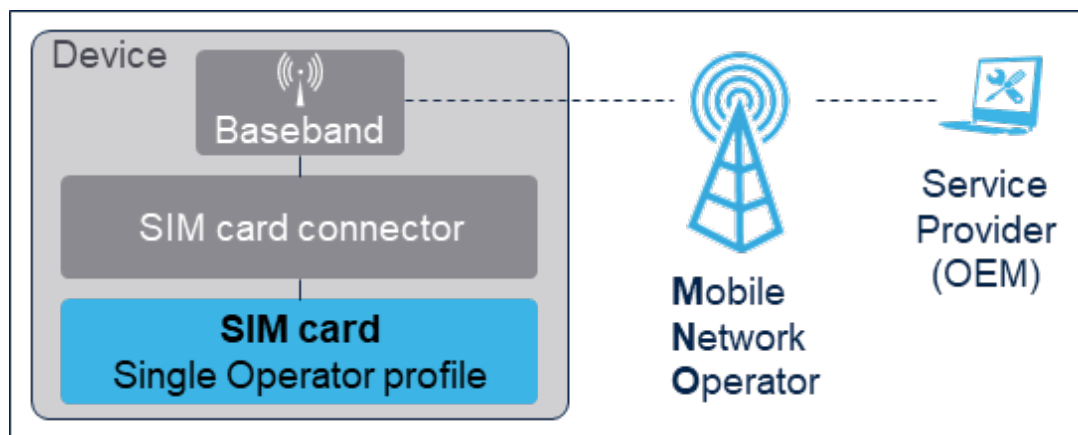 Device
Baseband
SIM card connector
SIM card
Single Operator profile
Mobile
Network
Operator
Service
Provider
(OEM)